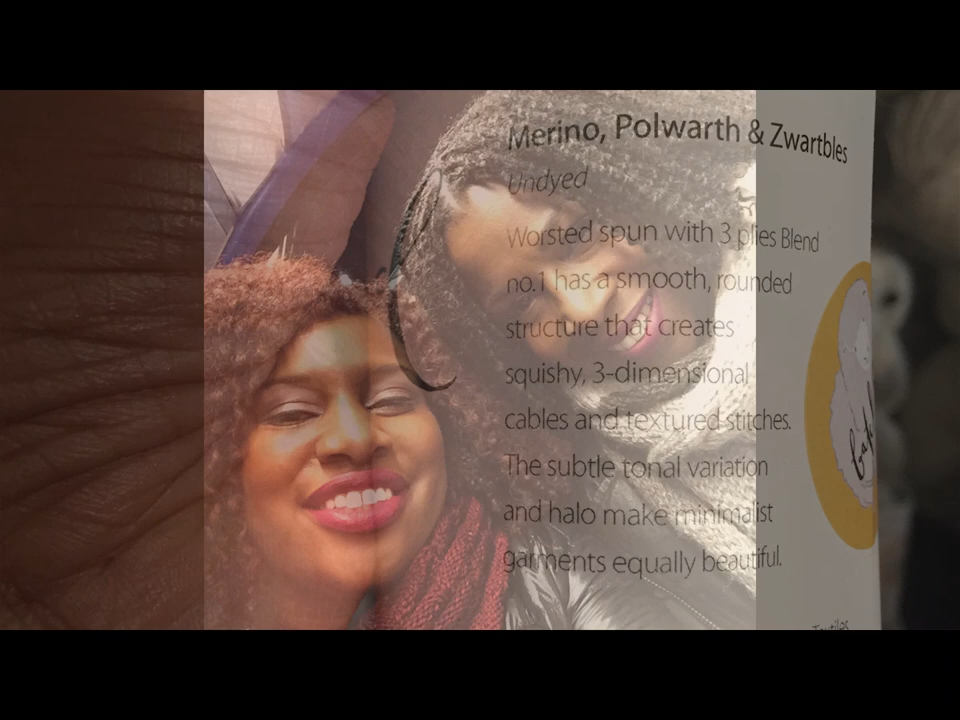 Merino, Polwarth & Zwartbles
Undyed
Worsted spun with 3 plies Blend
no.1 has a smooth, rounded
structure that creates
squishy, 3-dimensional
cables and textured stitches.
The subtle tonal variation
and halo make minimalist
garments equally beautiful.
Textiles